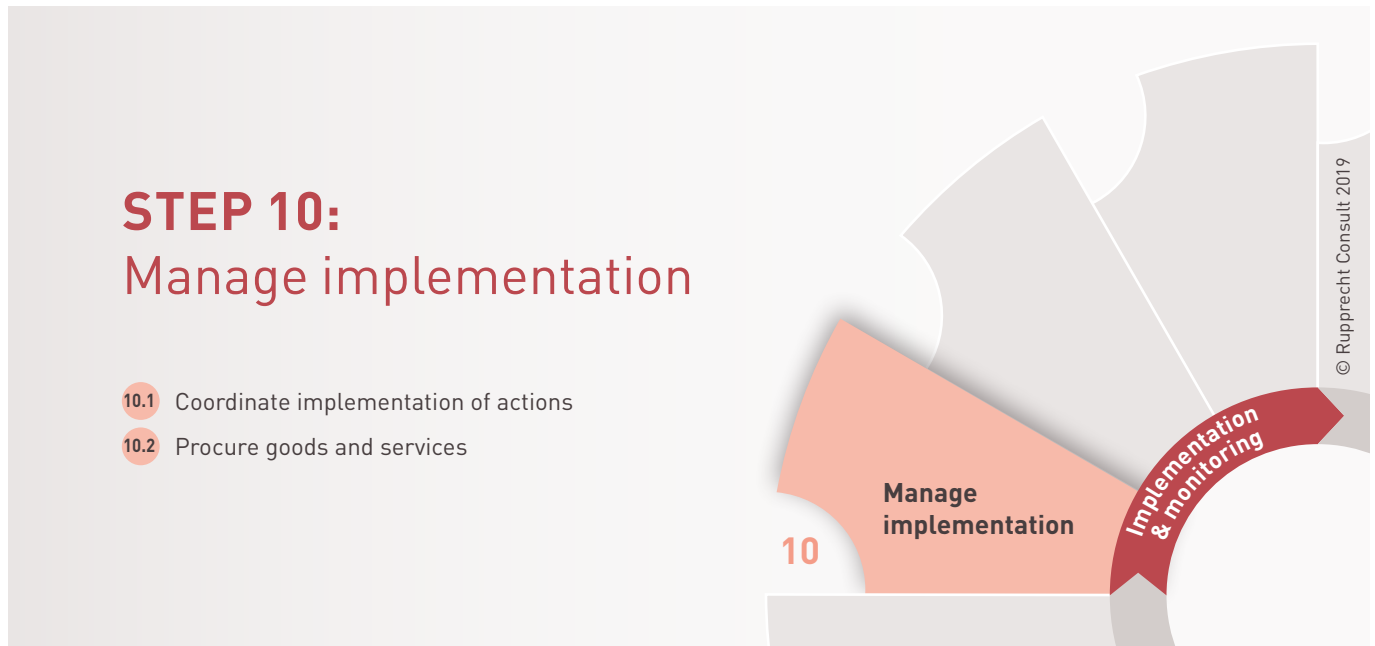 STEP 10:
Manage implementation
10.1 Coordinate implementation of actions
10.2 Procure goods and services
Manage
implementation
10
Implementation
& monitoring
© Rupprecht Consult 2019